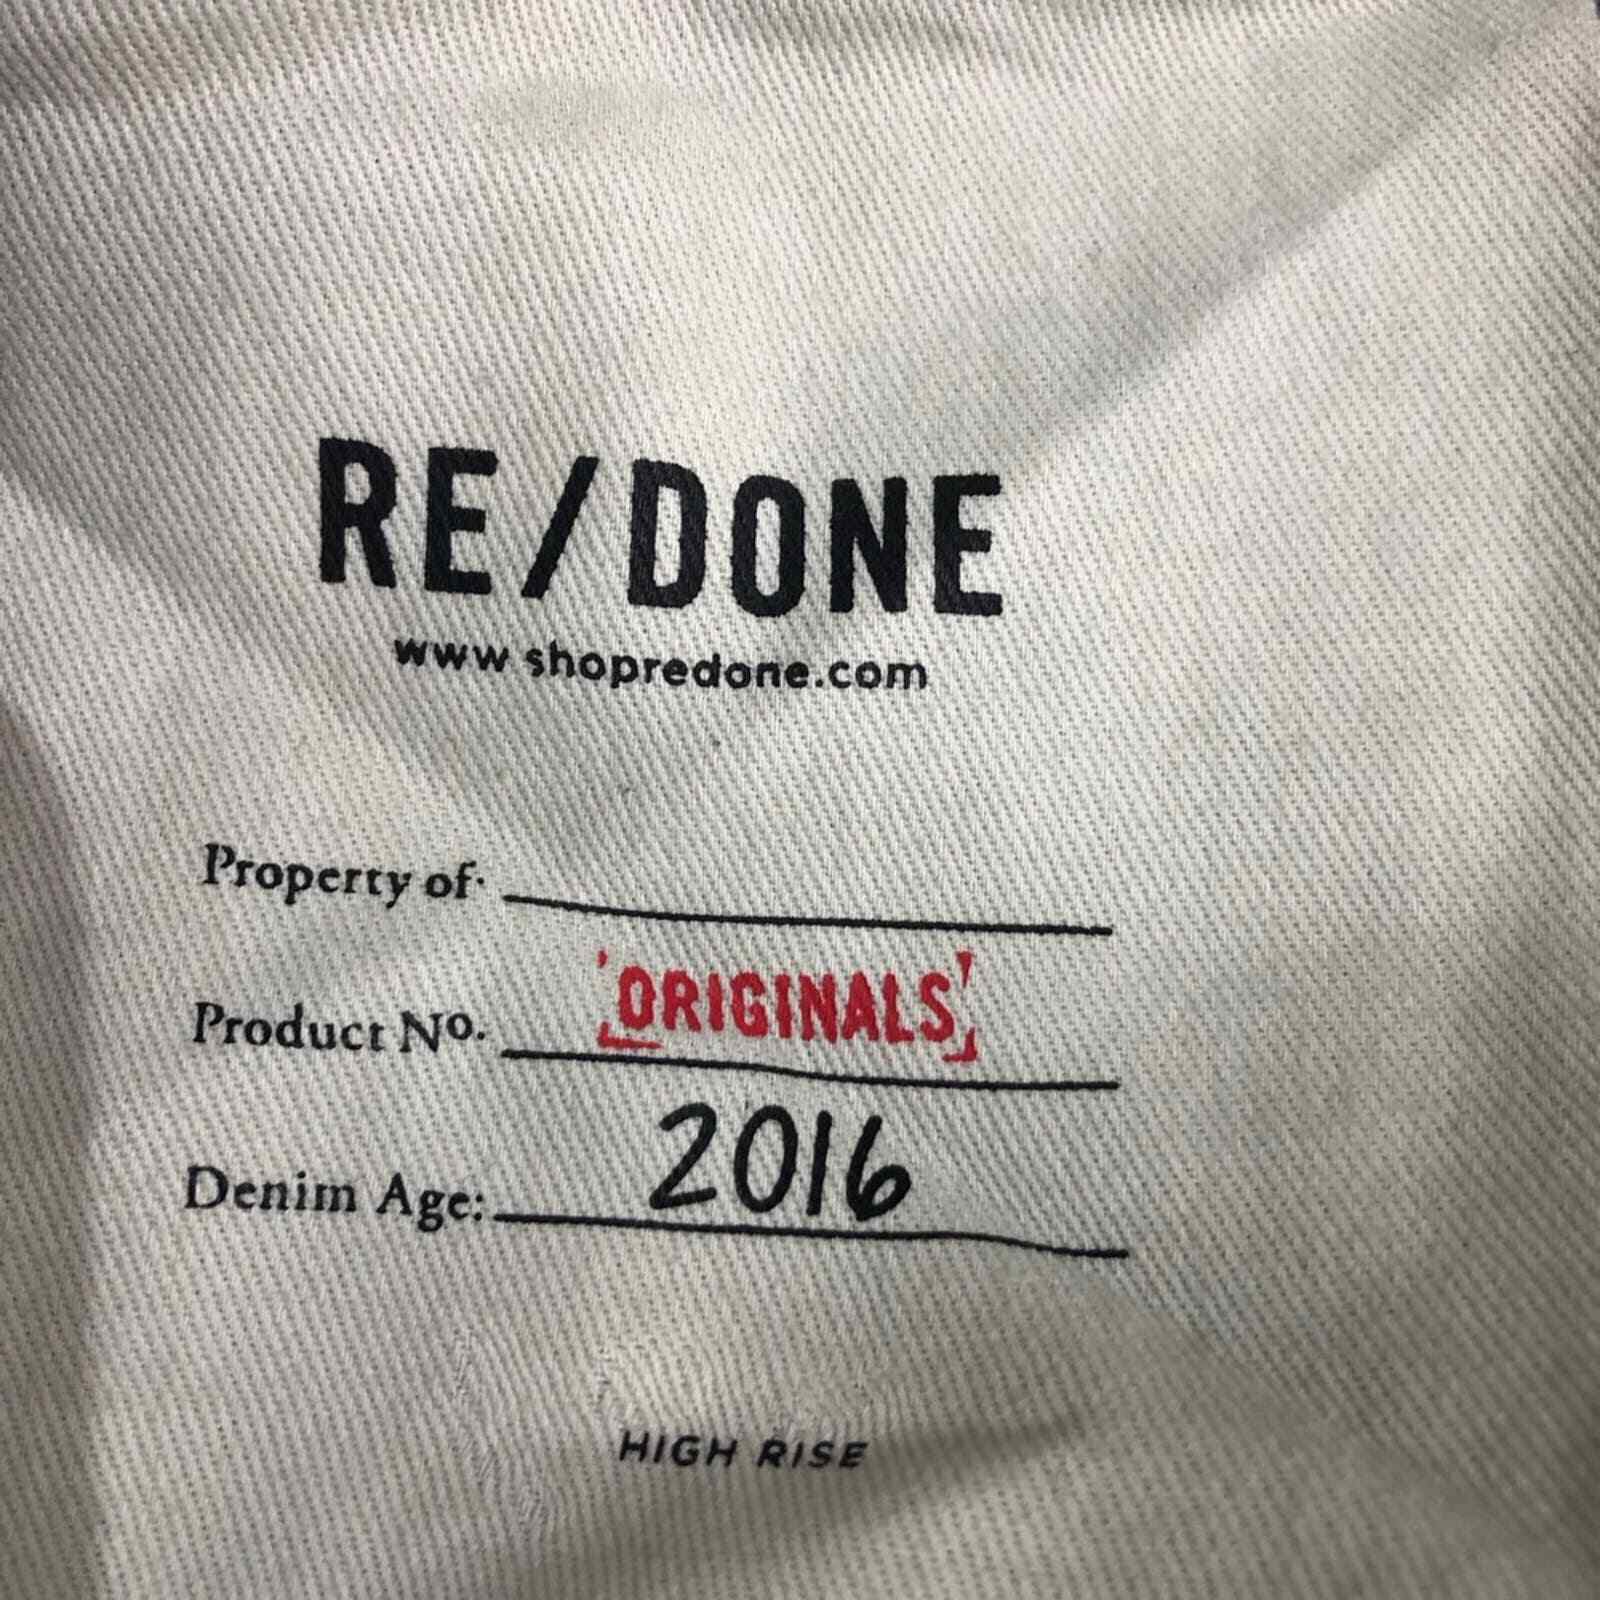 RE/DONE
www.shopredone.com
Property of:
Product No. ORIGINALS
Denim Age: 2016
HIGH RISE